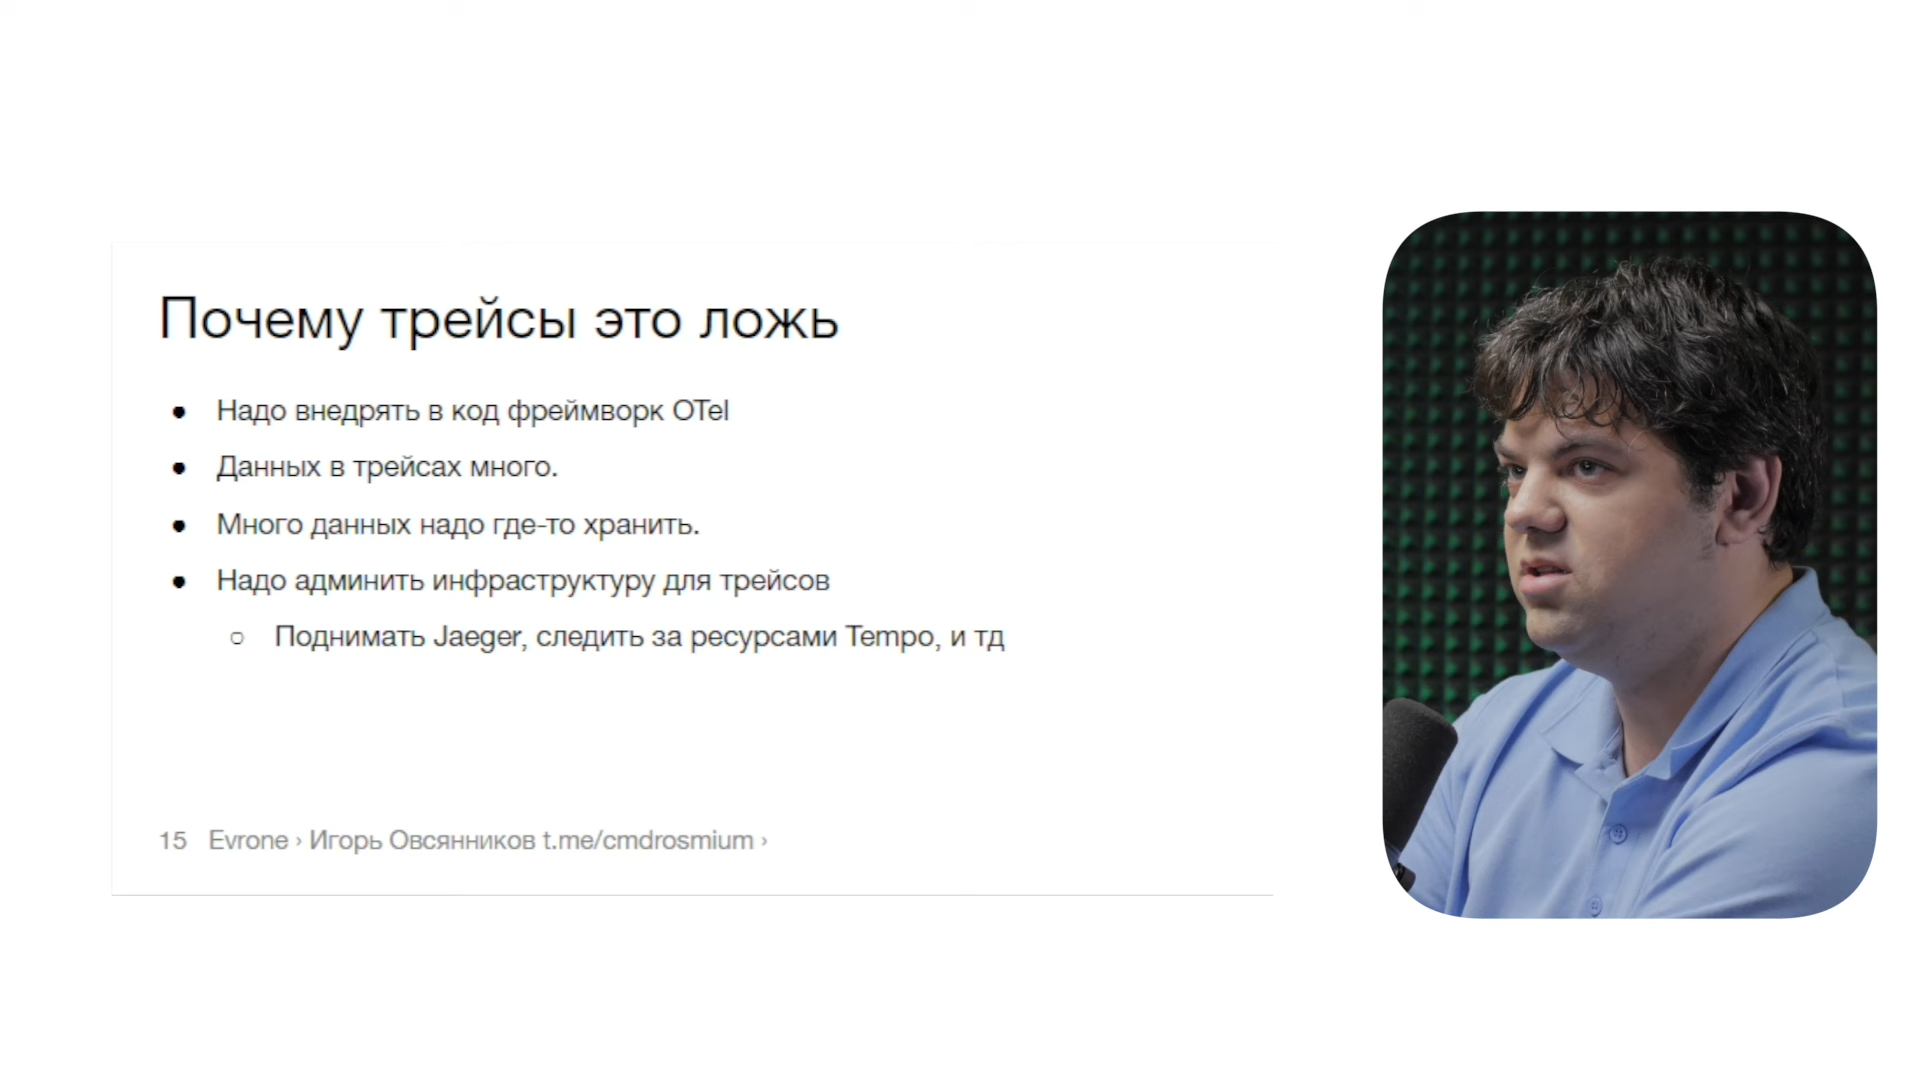 Почему трейсы это ложь
● Надо внедрять в код фреймворк OTel
● Данных в трейсах много.
● Много данных надо где-то хранить.
● Надо админить инфраструктуру для трейсов
○ Поднимать Jaeger, следить за ресурсами Tempo, и тд
15 Evrone › Игорь Овсянников t.me/cmdrosmium ›